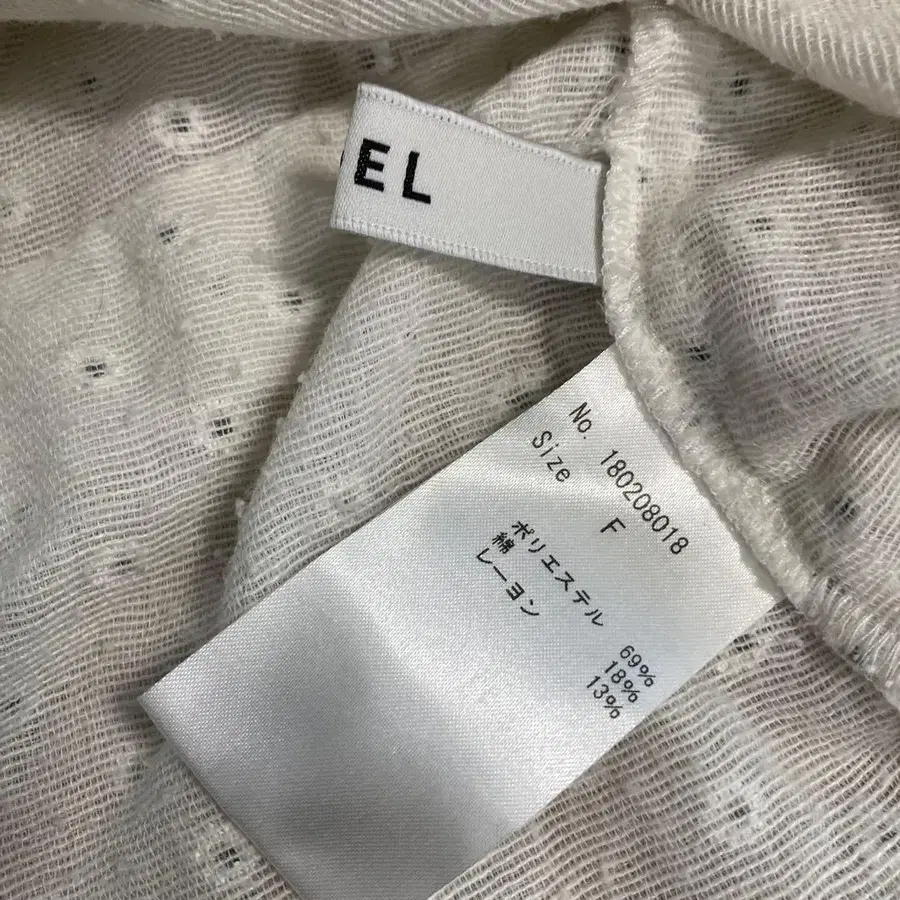 EL
No. 180208018
Size F
ポリエステル 69%
綿 18%
レーヨン 13%